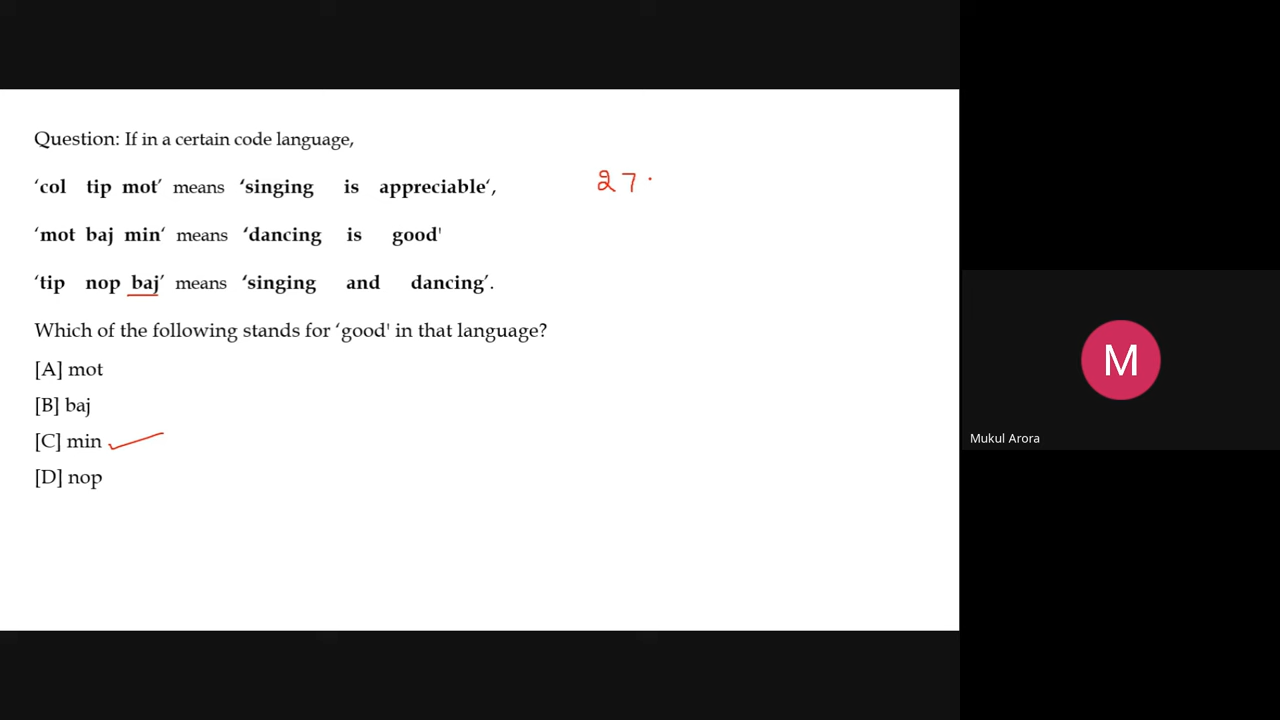 Question: If in a certain code language,
27.
‘col tip mot’ means ‘singing is appreciable‘,
‘mot baj min‘ means ‘dancing is good'
‘tip nop baj’ means ‘singing and dancing’.
Which of the following stands for ‘good' in that language?
[A] mot
[B] baj
[C] min
[D] nop
M
Mukul Arora